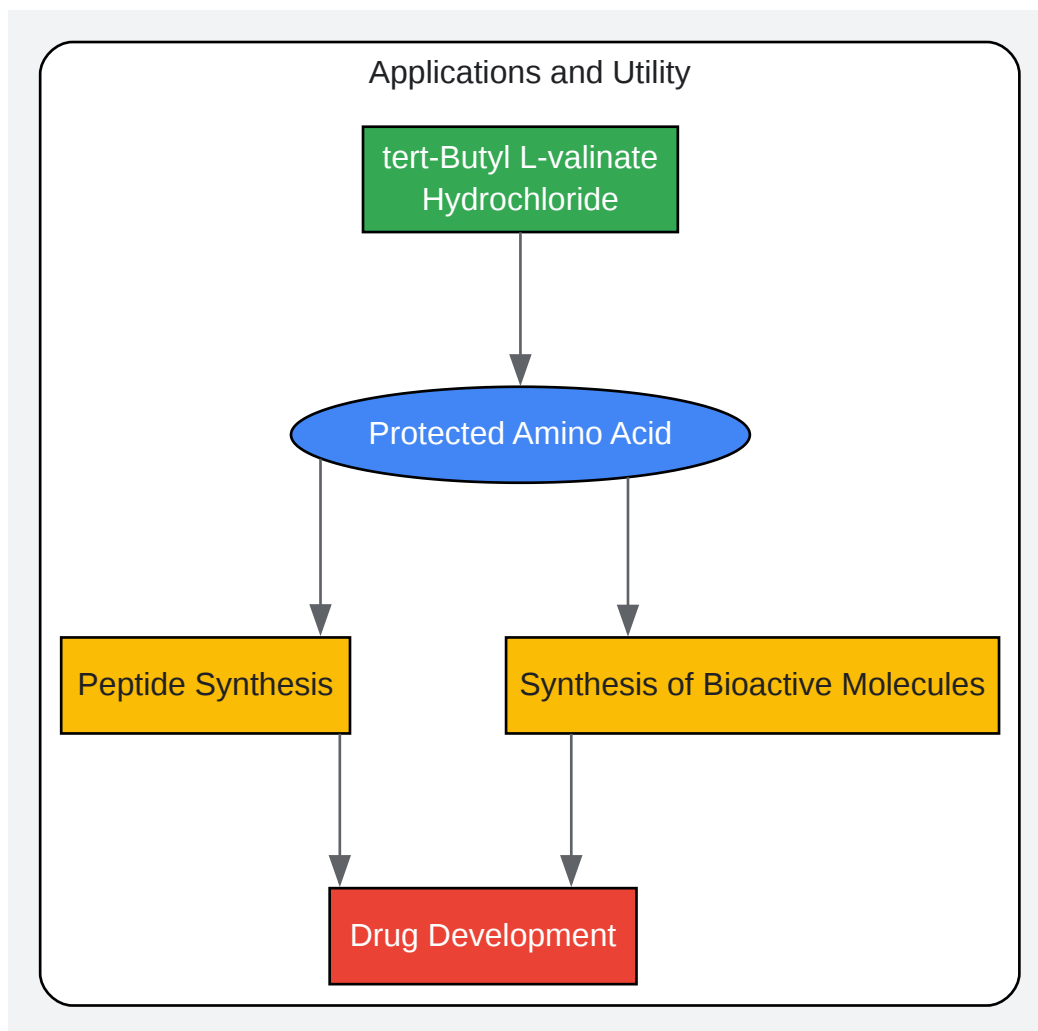 Applications and Utility
tert-Butyl L-valinate
Hydrochloride
Protected Amino Acid
Peptide Synthesis
Synthesis of Bioactive Molecules
Drug Development